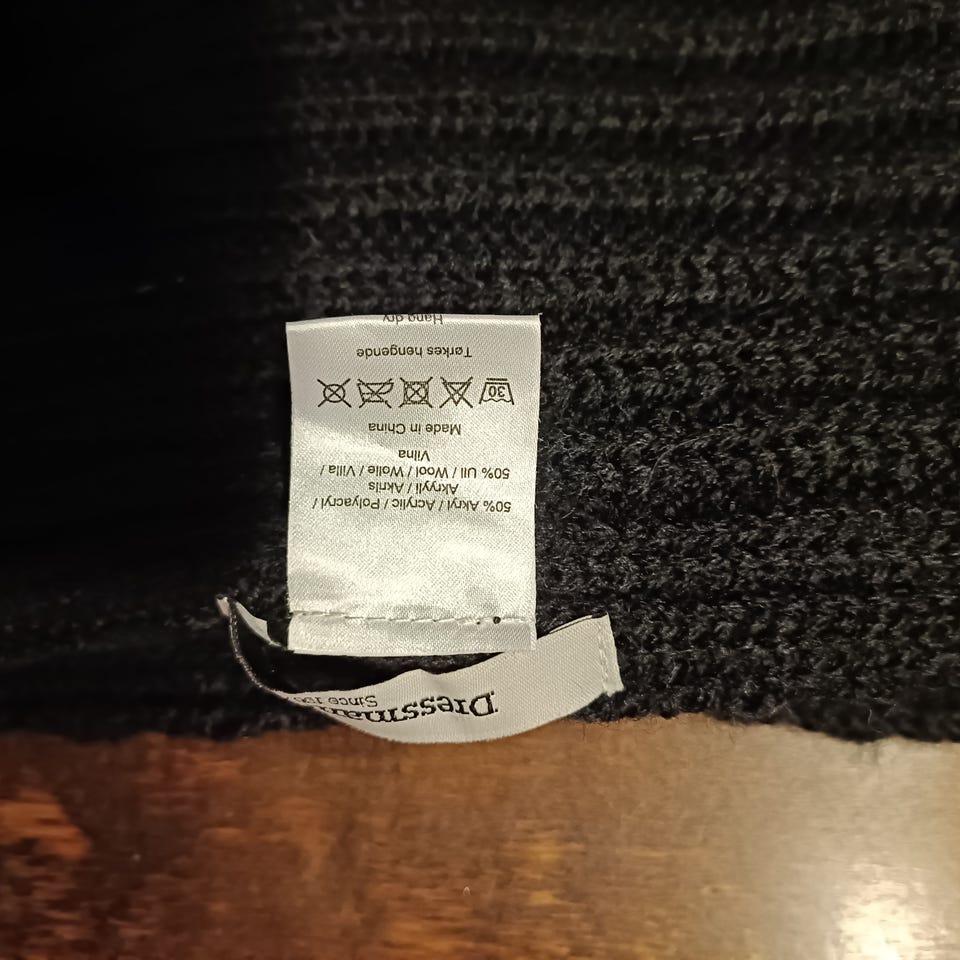 Dressman
Since
50% Akryl / Acrylic / Polyacryl /
Akryyli / Akrils
50% Ull / Wool / Wolle / Villa /
Vilna
Made in China
30
Tørkes hengende
Hang dry